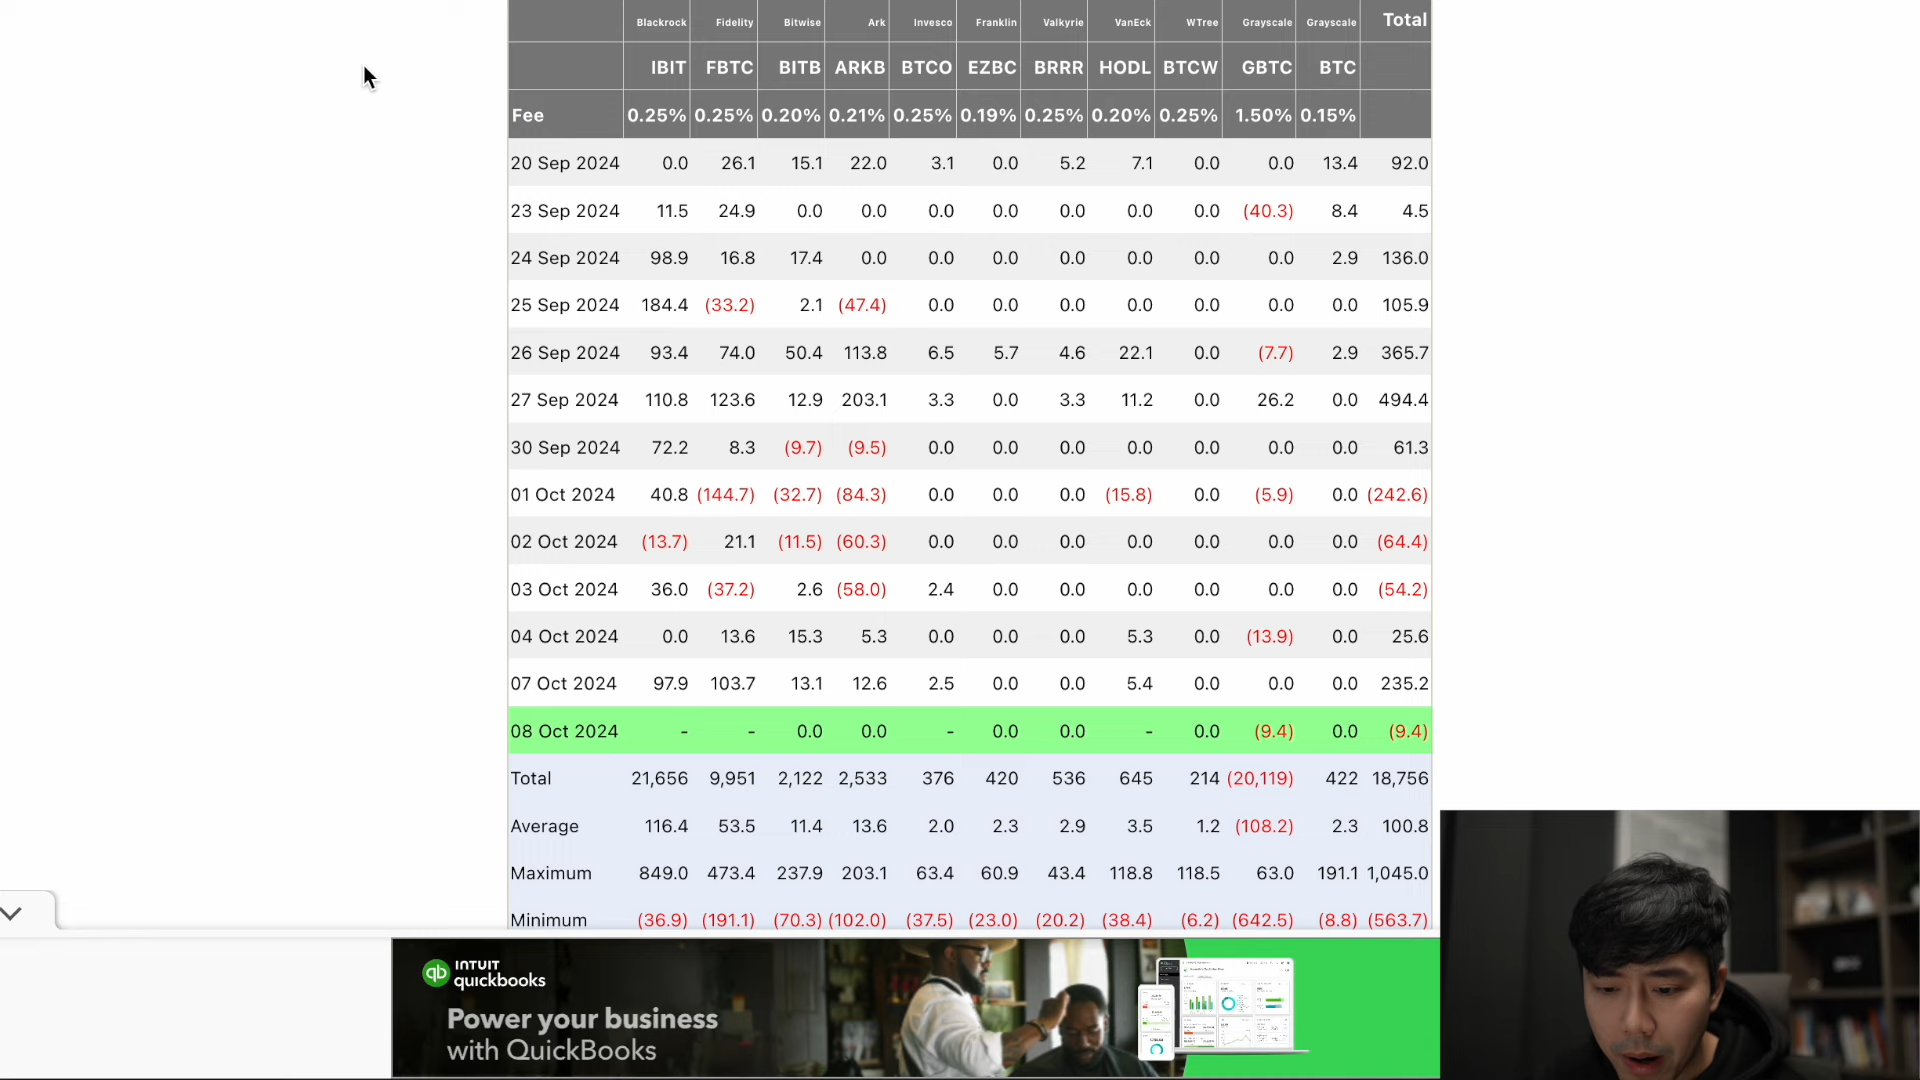 Blackrock Fidelity Bitwise Ark Invesco Franklin Valkyrie VanEck WTree Grayscale Grayscale Total
IBIT FBTC BITB ARKB BTCO EZBC BRRR HODL BTCW GBTC BTC
Fee 0.25% 0.25% 0.20% 0.21% 0.25% 0.19% 0.25% 0.20% 0.25% 1.50% 0.15%
20 Sep 2024 0.0 26.1 15.1 22.0 3.1 0.0 5.2 7.1 0.0 0.0 13.4 92.0
23 Sep 2024 11.5 24.9 0.0 0.0 0.0 0.0 0.0 0.0 0.0 (40.3) 8.4 4.5
24 Sep 2024 98.9 16.8 17.4 0.0 0.0 0.0 0.0 0.0 0.0 0.0 2.9 136.0
25 Sep 2024 184.4 (33.2) 2.1 (47.4) 0.0 0.0 0.0 0.0 0.0 0.0 0.0 105.9
26 Sep 2024 93.4 74.0 50.4 113.8 6.5 5.7 4.6 22.1 0.0 (7.7) 2.9 365.7
27 Sep 2024 110.8 123.6 12.9 203.1 3.3 0.0 3.3 11.2 0.0 26.2 0.0 494.4
30 Sep 2024 72.2 8.3 (9.7) (9.5) 0.0 0.0 0.0 0.0 0.0 0.0 0.0 61.3
01 Oct 2024 40.8 (144.7) (32.7) (84.3) 0.0 0.0 0.0 (15.8) 0.0 (5.9) 0.0 (242.6)
02 Oct 2024 (13.7) 21.1 (11.5) (60.3) 0.0 0.0 0.0 0.0 0.0 0.0 0.0 (64.4)
03 Oct 2024 36.0 (37.2) 2.6 (58.0) 2.4 0.0 0.0 0.0 0.0 0.0 0.0 (54.2)
04 Oct 2024 0.0 13.6 15.3 5.3 0.0 0.0 0.0 5.3 0.0 (13.9) 0.0 25.6
07 Oct 2024 97.9 103.7 13.1 12.6 2.5 0.0 0.0 5.4 0.0 0.0 0.0 235.2
08 Oct 2024 - - 0.0 0.0 - 0.0 0.0 - 0.0 (9.4) 0.0 (9.4)
Total 21,656 9,951 2,122 2,533 376 420 536 645 214 (20,119) 422 18,756
Average 116.4 53.5 11.4 13.6 2.0 2.3 2.9 3.5 1.2 (108.2) 2.3 100.8
Maximum 849.0 473.4 237.9 203.1 63.4 60.9 43.4 118.8 118.5 63.0 191.1 1,045.0
Minimum (36.9) (191.1) (70.3) (102.0) (37.5) (23.0) (20.2) (38.4) (6.2) (642.5) (8.8) (563.7)
qb INTUIT
quickbooks
Power your business
with QuickBooks